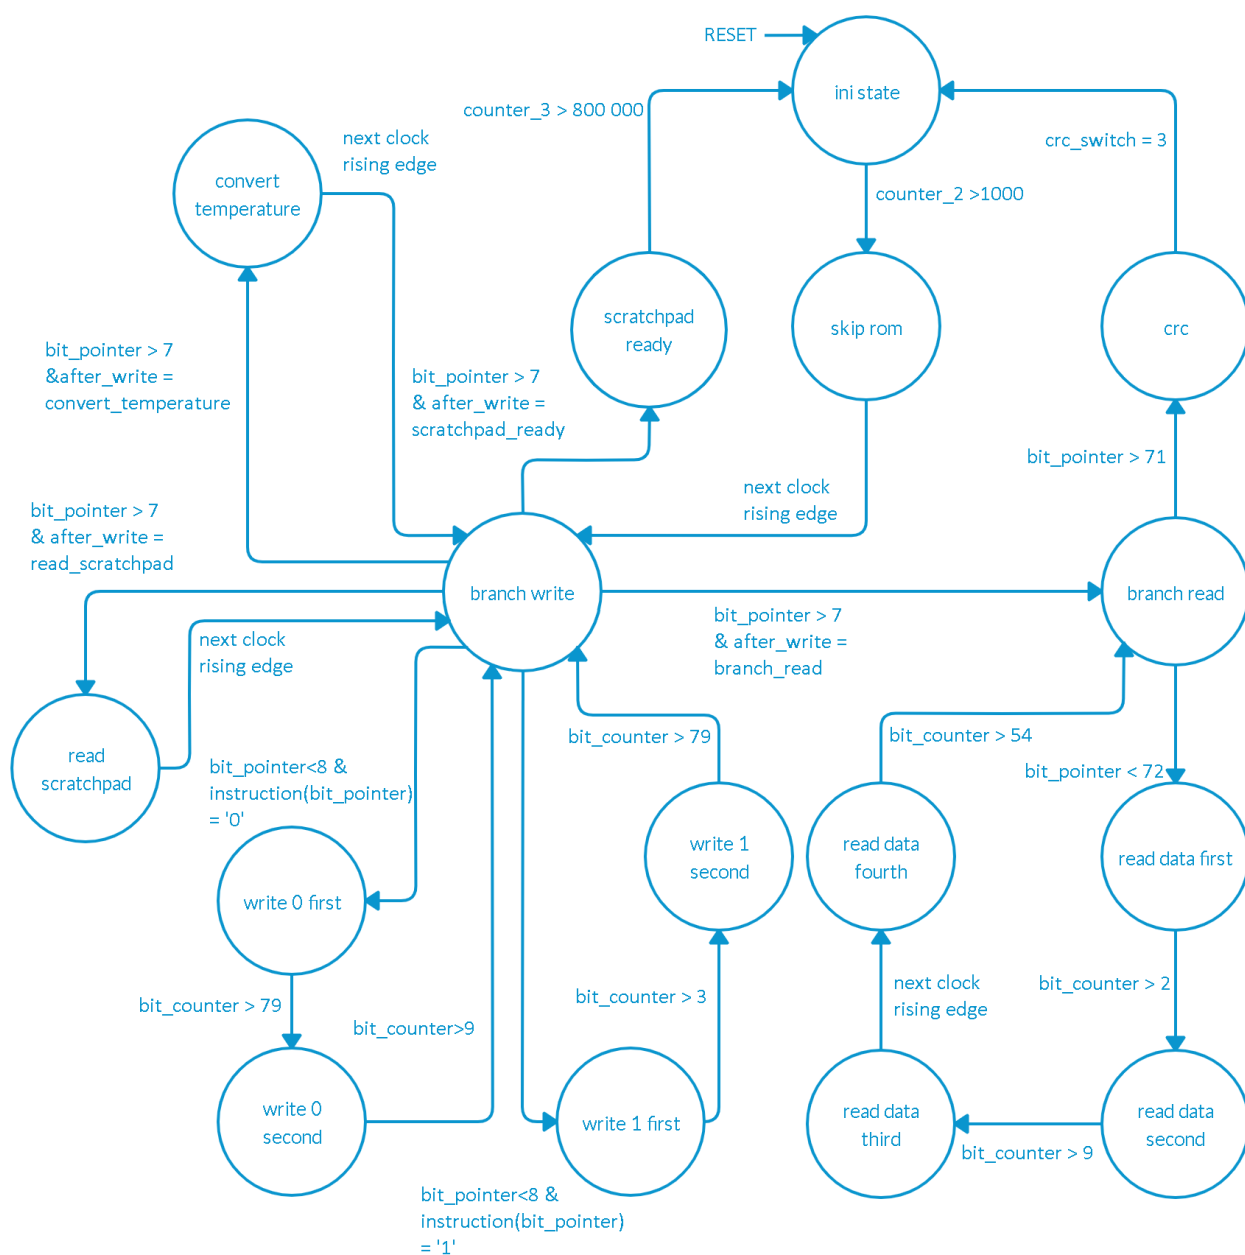 RESET
ini state
counter_3 > 800 000
crc_switch = 3
next clock
rising edge
convert
temperature
counter_2 >1000
scratchpad
ready
skip rom
crc
bit_pointer > 7
&after_write =
convert_temperature
bit_pointer > 7
& after_write =
scratchpad_ready
bit_pointer > 71
next clock
rising edge
bit_pointer > 7
& after_write =
read_scratchpad
branch write
branch read
bit_pointer > 7
& after_write =
branch_read
next clock
rising edge
bit_counter > 79
bit_counter > 54
read
scratchpad
bit_pointer<8 &
instruction(bit_pointer)
= '0'
bit_pointer < 72
write 1
second
read data
fourth
read data first
write 0 first
bit_counter > 79
bit_counter > 3
next clock
rising edge
bit_counter > 2
bit_counter>9
write 0
second
write 1 first
read data
third
read data
second
bit_counter > 9
bit_pointer<8 &
instruction(bit_pointer)
= '1'